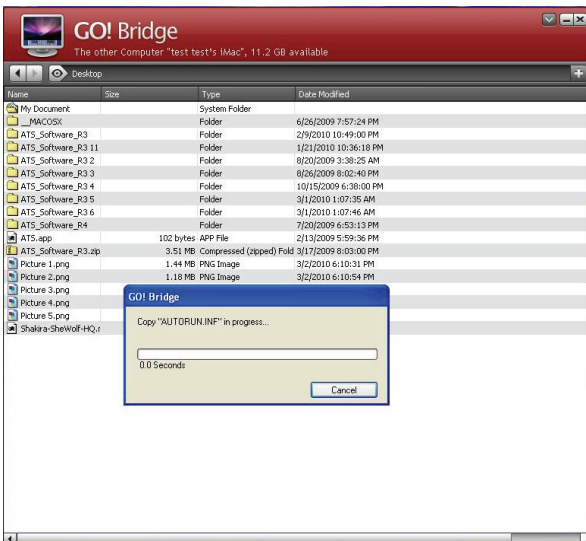 GO! Bridge
The other Computer "test test's iMac", 11.2 GB available
Desktop
Name Size Type Date Modified
My Document System Folder
__MACOSX Folder 6/26/2009 7:57:24 PM
ATS_Software_R3 Folder 2/9/2010 10:49:00 PM
ATS_Software_R3 11 Folder 1/21/2010 10:36:18 PM
ATS_Software_R3 2 Folder 8/20/2009 3:38:25 AM
ATS_Software_R3 3 Folder 8/26/2009 8:02:40 PM
ATS_Software_R3 4 Folder 10/15/2009 6:38:00 PM
ATS_Software_R3 5 Folder 3/1/2010 1:07:35 AM
ATS_Software_R3 6 Folder 3/1/2010 1:07:46 AM
ATS_Software_R4 Folder 7/20/2009 6:53:13 PM
ATS.app 102 bytes APP File 2/13/2009 5:59:36 PM
ATS_Software_R3.zip 3.51 MB Compressed (zipped) Fold 3/17/2009 8:03:00 PM
Picture 1.png 1.44 MB PNG Image 3/2/2010 6:10:31 PM
Picture 2.png 1.18 MB PNG Image 3/2/2010 6:10:54 PM
Picture 3.png
Picture 4.png
Picture 5.png
Shakira-SheWolf-HQ.r
GO! Bridge
Copy "AUTORUN.INF" in progress...
0.0 Seconds
Cancel